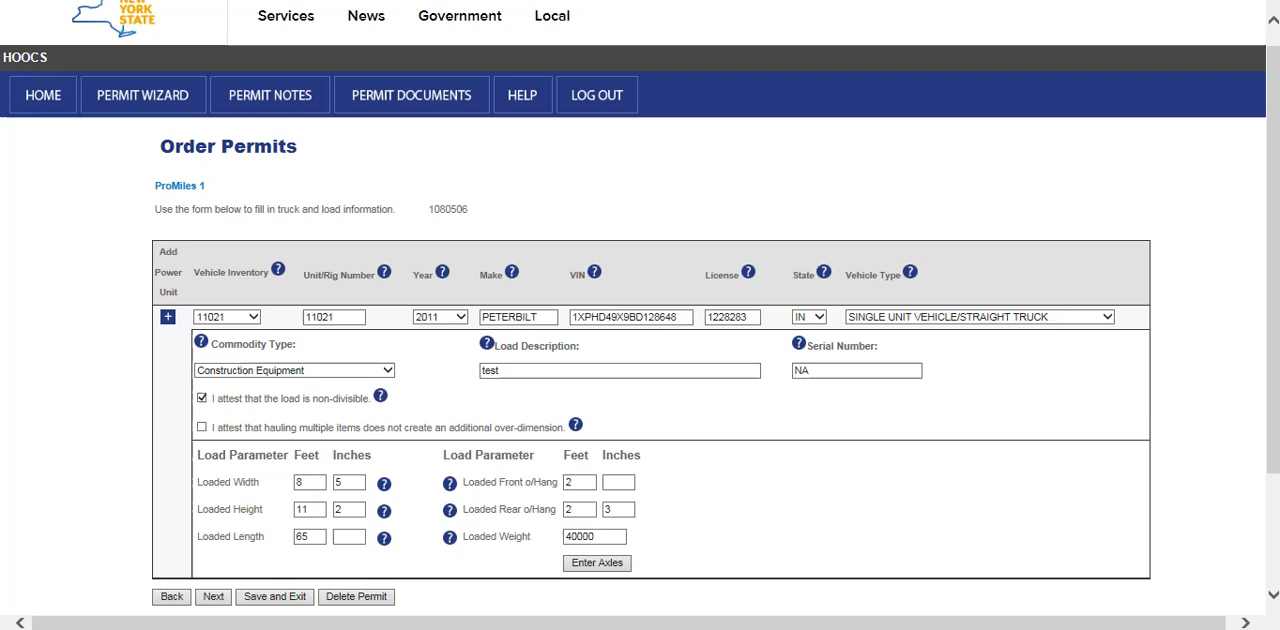 NEW
YORK
STATE
Services News Government Local
HOOCS
HOME PERMIT WIZARD PERMIT NOTES PERMIT DOCUMENTS HELP LOG OUT
Order Permits
ProMiles 1
Use the form below to fill in truck and load information. 1080506
Add
Power
Unit
Vehicle Inventory ? Unit/Rig Number ? Year ? Make ? VIN ? License ? State ? Vehicle Type ?
+ 11021 11021 2011 PETERBILT 1XPHD49X9BD128648 1228283 IN SINGLE UNIT VEHICLE/STRAIGHT TRUCK
? Commodity Type: ? Load Description: ? Serial Number:
Construction Equipment test NA
I attest that the load is non-divisible. ?
I attest that hauling multiple items does not create an additional over-dimension. ?
Load Parameter Feet Inches Load Parameter Feet Inches
Loaded Width 8 5 ? ? Loaded Front o/Hang 2
Loaded Height 11 2 ? ? Loaded Rear o/Hang 2 3
Loaded Length 65 ? ? Loaded Weight 40000
Enter Axles
Back Next Save and Exit Delete Permit